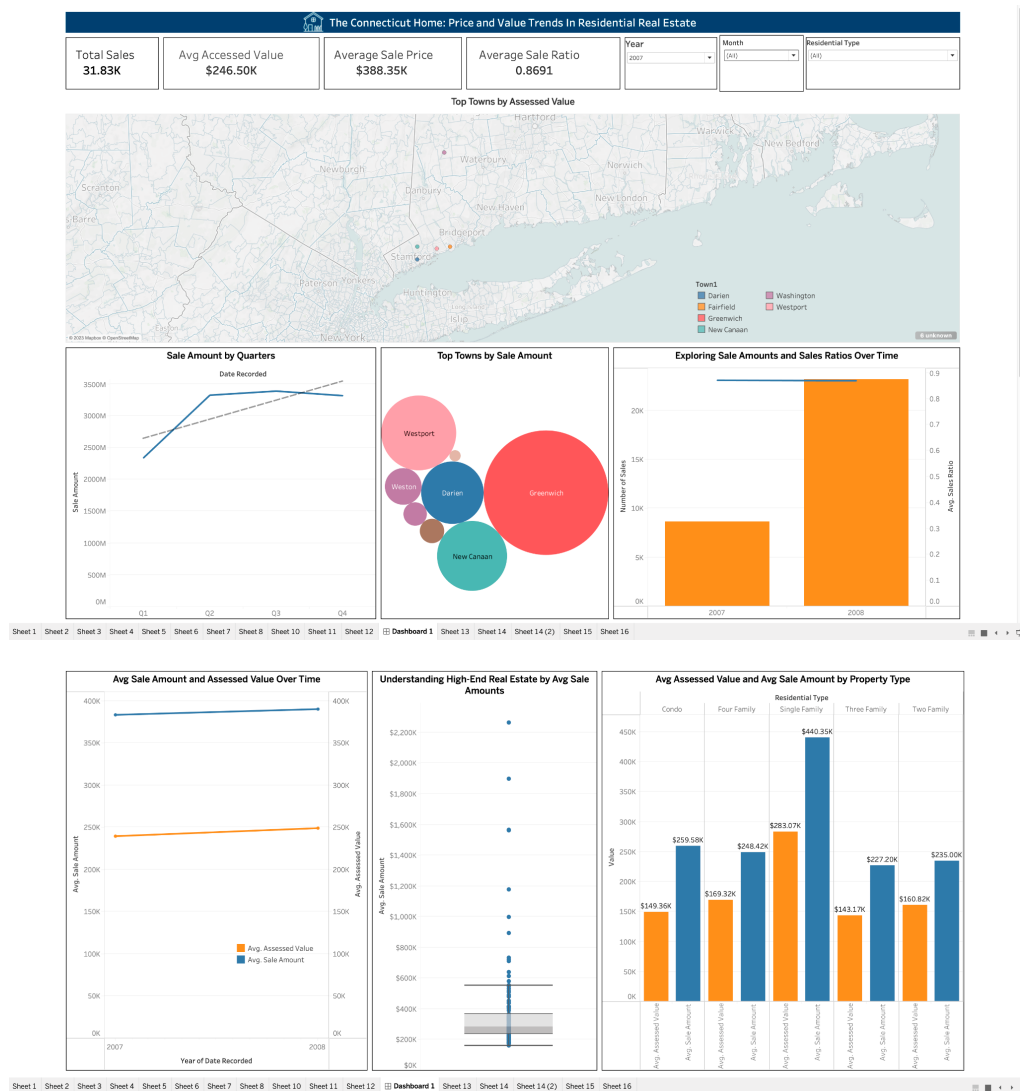 The Connecticut Home: Price and Value Trends In Residential Real Estate
Total Sales
31.83K
Avg Accessed Value
$246.50K
Average Sale Price
$388.35K
Average Sale Ratio
0.8691
Year
2007
Month
(All)
Residential Type
(All)
Top Towns by Assessed Value
Hartford
Warwick
New Bedford
Waterbury
Newburgh
Norwich
Scranton
Danbury
New London
New Haven
Barre
Bridgeport
Stamford
Paterson
Yonkers
Huntington
Islip
Easton
New York
Town1
Darien
Washington
Fairfield
Westport
Greenwich
New Canaan
© 2025 Mapbox © OpenStreetMap
6 unknown
Sale Amount by Quarters
Date Recorded
3500M
3000M
2500M
2000M
1500M
1000M
500M
0M
Sale Amount
Q1 Q2 Q3 Q4
Top Towns by Sale Amount
Westport
Weston
Darien
Greenwich
New Canaan
Exploring Sale Amounts and Sales Ratios Over Time
20K
15K
10K
5K
0K
Number of Sales
0.9
0.8
0.7
0.6
0.5
0.4
0.3
0.2
0.1
0.0
Avg. Sales Ratio
2007 2008
Sheet 1 Sheet 2 Sheet 3 Sheet 4 Sheet 5 Sheet 6 Sheet 7 Sheet 8 Sheet 10 Sheet 11 Sheet 12 Dashboard 1 Sheet 13 Sheet 14 Sheet 14 (2) Sheet 15 Sheet 16
Avg Sale Amount and Assessed Value Over Time
400K
350K
300K
250K
200K
150K
100K
50K
0K
Avg. Sale Amount
400K
350K
300K
250K
200K
150K
100K
50K
0K
Avg. Assessed Value
Avg. Assessed Value
Avg. Sale Amount
2007 2008
Year of Date Recorded
Understanding High-End Real Estate by Avg Sale
Amounts
$2,200K
$2,000K
$1,800K
$1,600K
$1,400K
$1,200K
$1,000K
$800K
$600K
$400K
$200K
$0K
Avg. Sale Amount
Avg Assessed Value and Avg Sale Amount by Property Type
Residential Type
Condo Four Family Single Family Three Family Two Family
450K
400K
350K
300K
250K
200K
150K
100K
50K
0K
Value
$149.36K
$259.58K
$169.32K
$248.42K
$283.07K
$440.35K
$143.17K
$227.20K
$160.82K
$235.00K
Avg. Assessed Value
Avg. Sale Amount
Avg. Assessed Value
Avg. Sale Amount
Avg. Assessed Value
Avg. Sale Amount
Avg. Assessed Value
Avg. Sale Amount
Avg. Assessed Value
Avg. Sale Amount
Sheet 1 Sheet 2 Sheet 3 Sheet 4 Sheet 5 Sheet 6 Sheet 7 Sheet 8 Sheet 10 Sheet 11 Sheet 12 Dashboard 1 Sheet 13 Sheet 14 Sheet 14 (2) Sheet 15 Sheet 16